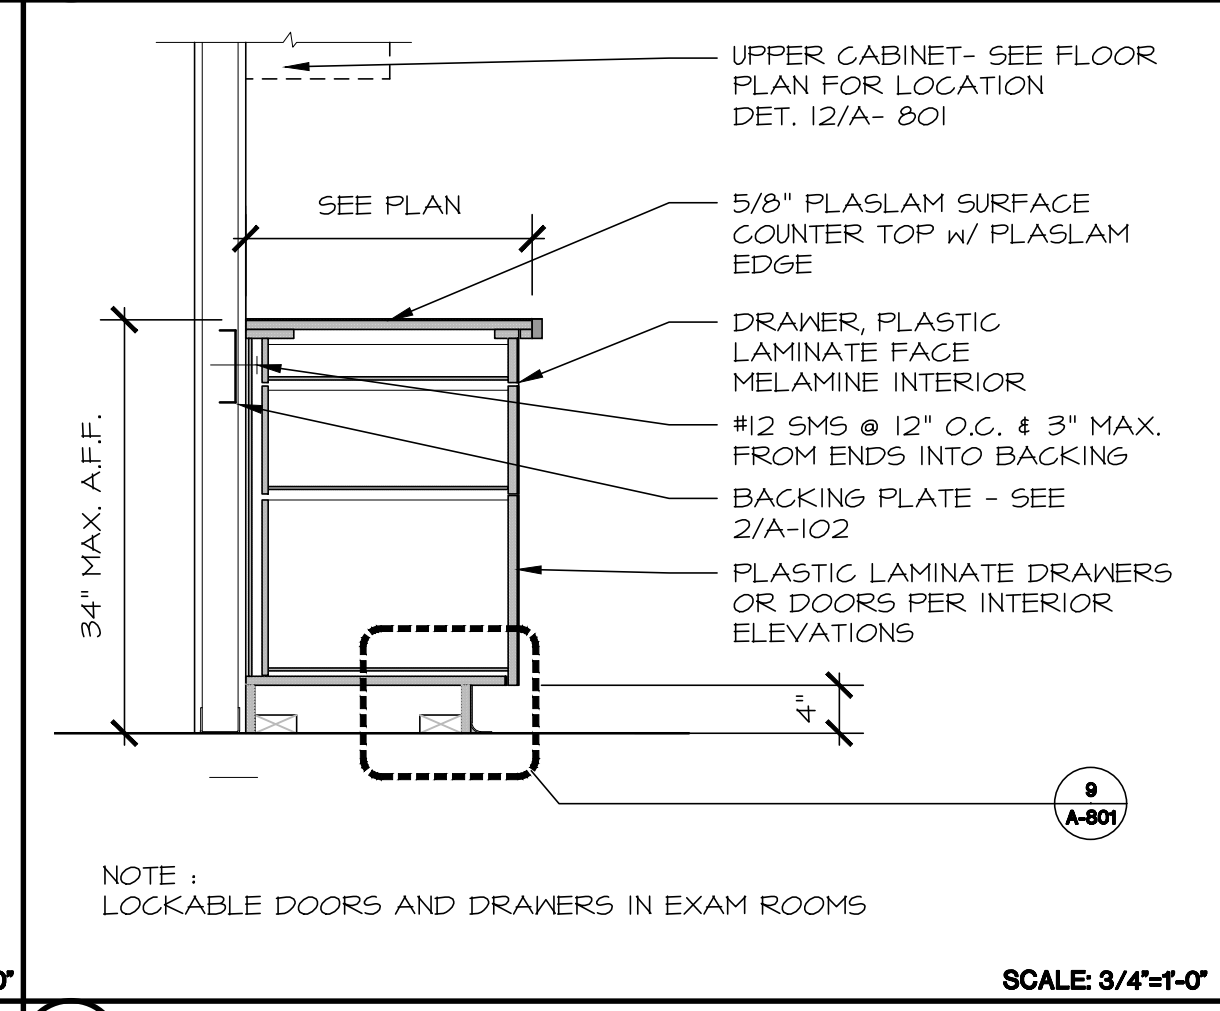 UPPER CABINET- SEE FLOOR
PLAN FOR LOCATION
DET. 12/A- 801
SEE PLAN
5/8" PLASLAM SURFACE
COUNTER TOP W/ PLASLAM
EDGE
DRAWER, PLASTIC
LAMINATE FACE
MELAMINE INTERIOR
#12 SMS @ 12" O.C. & 3" MAX.
FROM ENDS INTO BACKING
BACKING PLATE - SEE
2/A-102
PLASTIC LAMINATE DRAWERS
OR DOORS PER INTERIOR
ELEVATIONS
34" MAX. A.F.F.
4"
9
A-801
NOTE :
LOCKABLE DOORS AND DRAWERS IN EXAM ROOMS
0"
SCALE: 3/4"=1'-0"